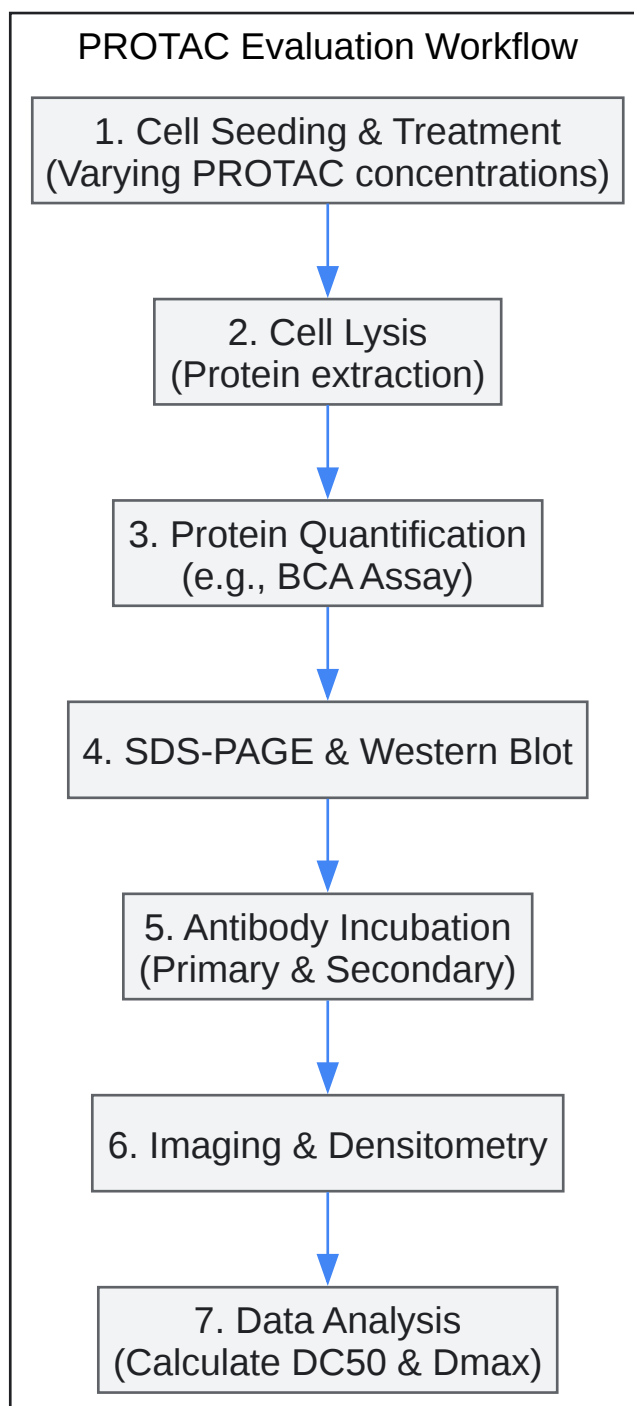 PROTAC Evaluation Workflow
1. Cell Seeding & Treatment
(Varying PROTAC concentrations)
2. Cell Lysis
(Protein extraction)
3. Protein Quantification
(e.g., BCA Assay)
4. SDS-PAGE & Western Blot
5. Antibody Incubation
(Primary & Secondary)
6. Imaging & Densitometry
7. Data Analysis
(Calculate DC50 & Dmax)